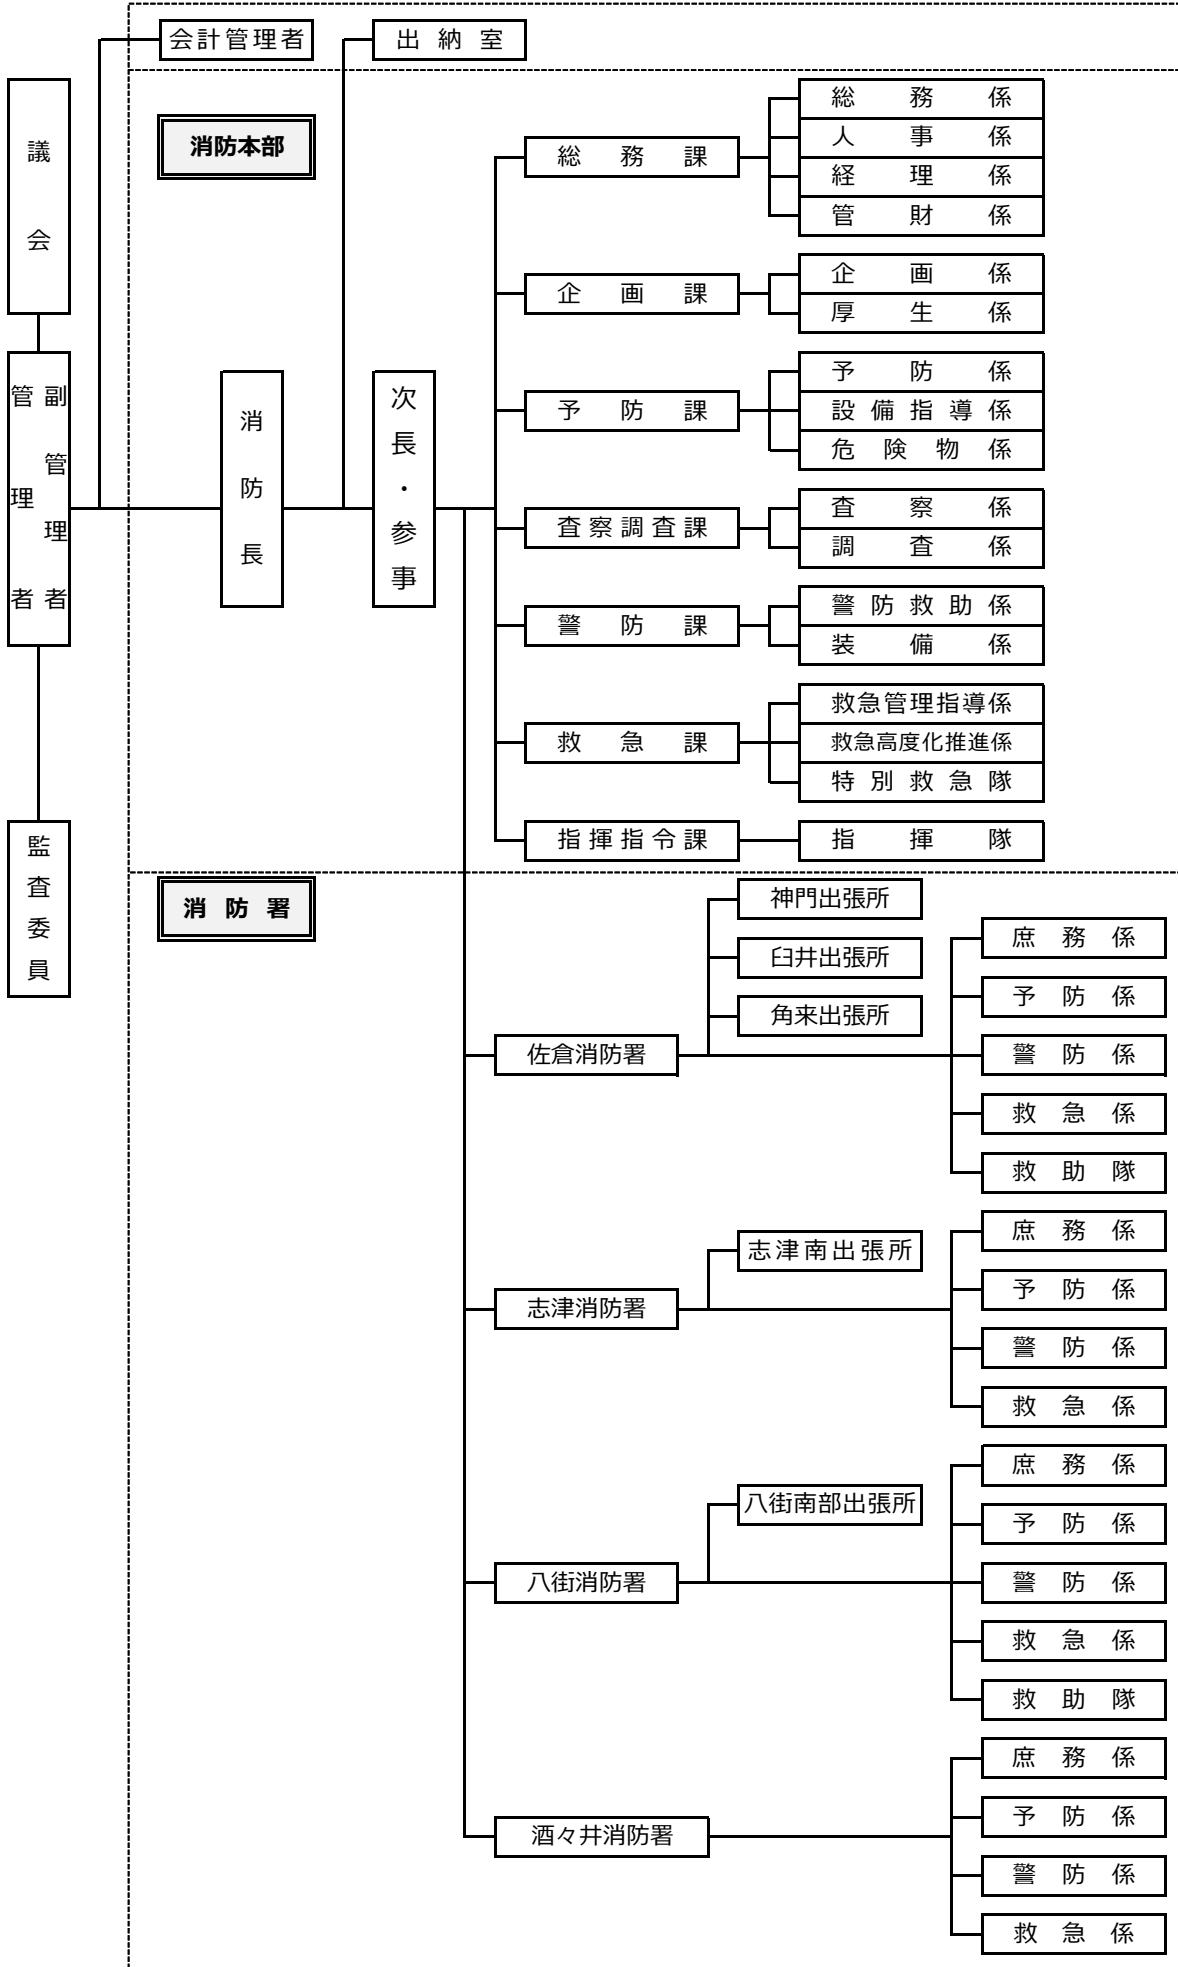 会計管理者
出納室
議会
消防本部
管理者
副管理者
監査委員
消防長
次長・参事
総務課
総務係
人事係
経理係
管財係
企画課
企画係
厚生係
予防課
予防係
設備指導係
危険物係
査察調査課
査察係
調査係
警防課
警防救助係
装備係
救急課
救急管理指導係
救急高度化推進係
特別救急隊
指揮指令課
指揮隊
消防署
佐倉消防署
神門出張所
臼井出張所
角来出張所
庶務係
予防係
警防係
救急係
救助隊
志津消防署
志津南出張所
庶務係
予防係
警防係
救急係
八街消防署
八街南部出張所
庶務係
予防係
警防係
救急係
救助隊
酒々井消防署
庶務係
予防係
警防係
救急係